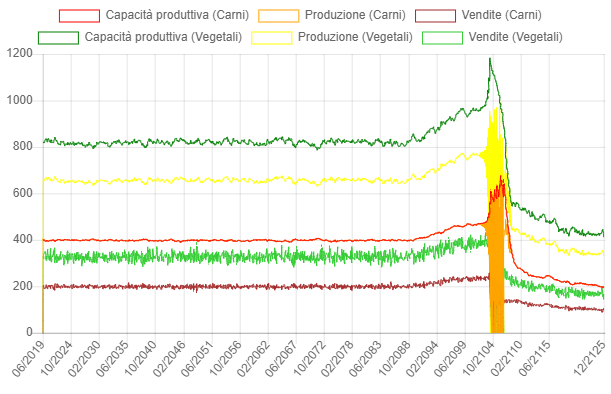 Capacità produttiva (Carni) Produzione (Carni) Vendite (Carni)
Capacità produttiva (Vegetali) Produzione (Vegetali) Vendite (Vegetali)
1200
1000
800
600
400
200
0
06/2019 10/2024 02/2030 06/2035 10/2040 02/2046 06/2051 10/2056 02/2062 06/2067 10/2072 02/2078 06/2083 10/2088 02/2094 06/2099 10/2104 02/2110 06/2115 12/2125